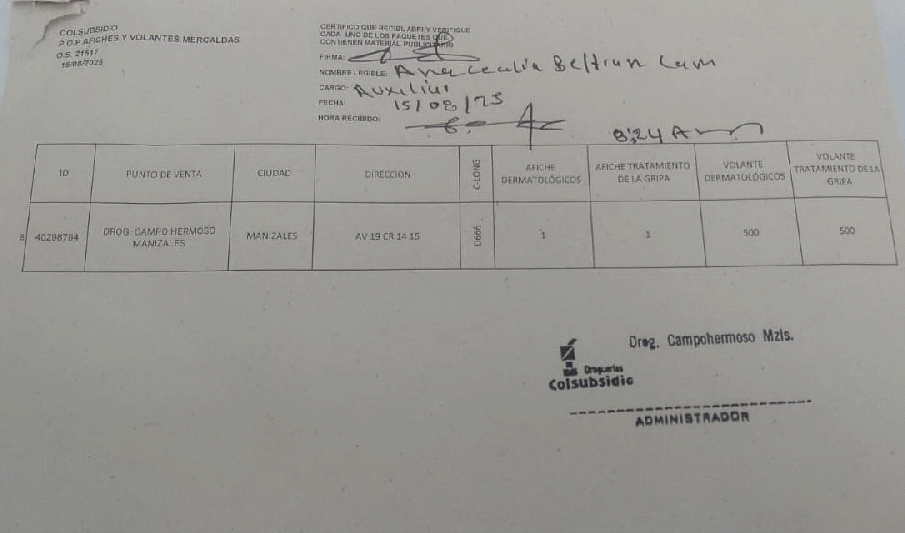 COLSUBSIDIO
P.O.P AFICHES Y VOLANTES MERCALDAS
O.S. 21517
15/08/2023
CERTIFICO QUE RECIBI, ABRI Y VERIFIQUE
CADA UNO DE LOS PAQUETES QUE
CONTIENEN MATERIAL PUBLICITARIO
FIRMA:
NOMBRE LEGIBLE: Ana Cecilia Beltran
CARGO: Auxiliar
FECHA: 15/08/23
HORA RECIBIDO: 8:24 Am
ID PUNTO DE VENTA CIUDAD DIRECCION C-LONG AFICHE DERMATOLÓGICOS AFICHE TRATAMIENTO DE LA GRIPA VOLANTE DERMATOLÓGICOS VOLANTE TRATAMIENTO DE LA GRIPA
40298794 DROG. CAMPO HERMOSO MANIZALES MANIZALES AV 19 CR 14-15 D666 1 1 500 500
Drog. Campohermoso Mzls.
Droguerías
Colsubsidio
ADMINISTRADOR